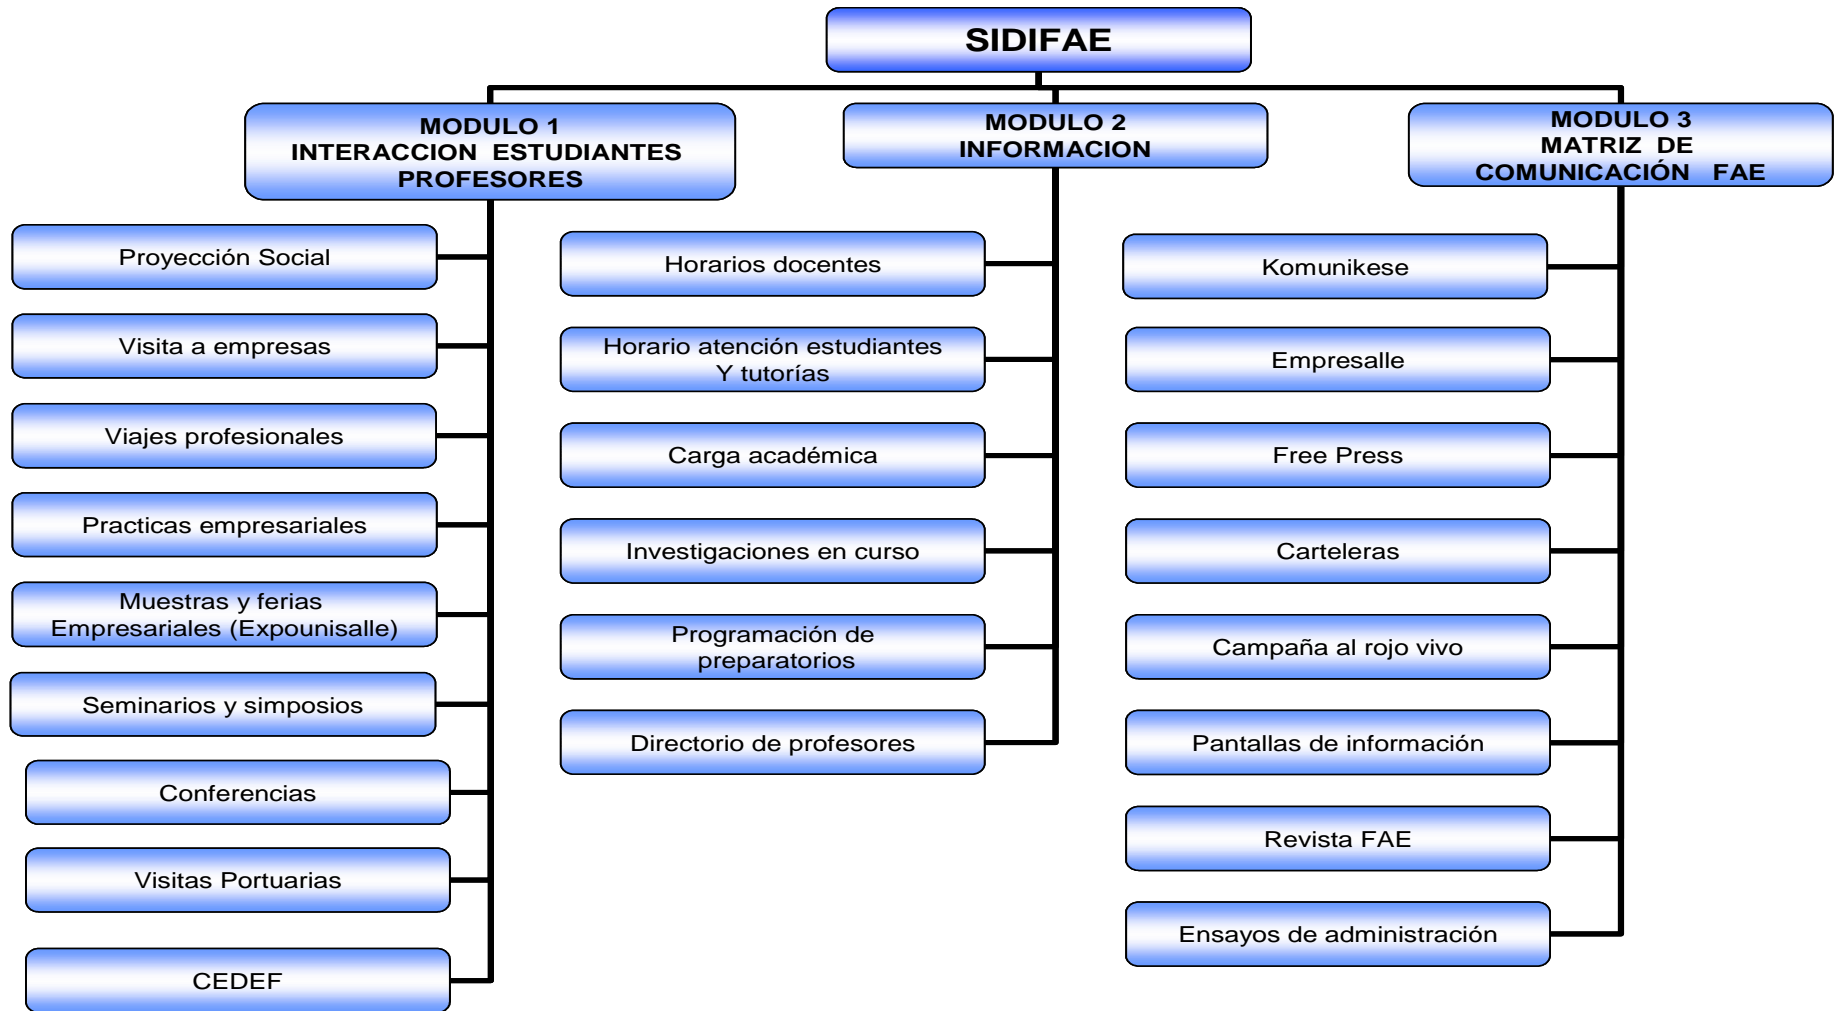 SIDIFAE
MODULO 1
INTERACCION ESTUDIANTES
PROFESORES
Proyección Social
Visita a empresas
Viajes profesionales
Practicas empresariales
Muestras y ferias
Empresariales (Expounisalle)
Seminarios y simposios
Conferencias
Visitas Portuarias
CEDEF
MODULO 2
INFORMACION
Horarios docentes
Horario atención estudiantes
Y tutorías
Carga académica
Investigaciones en curso
Programación de
preparatorios
Directorio de profesores
MODULO 3
MATRIZ DE
COMUNICACIÓN FAE
Komunikese
Empresalle
Free Press
Carteleras
Campaña al rojo vivo
Pantallas de información
Revista FAE
Ensayos de administración